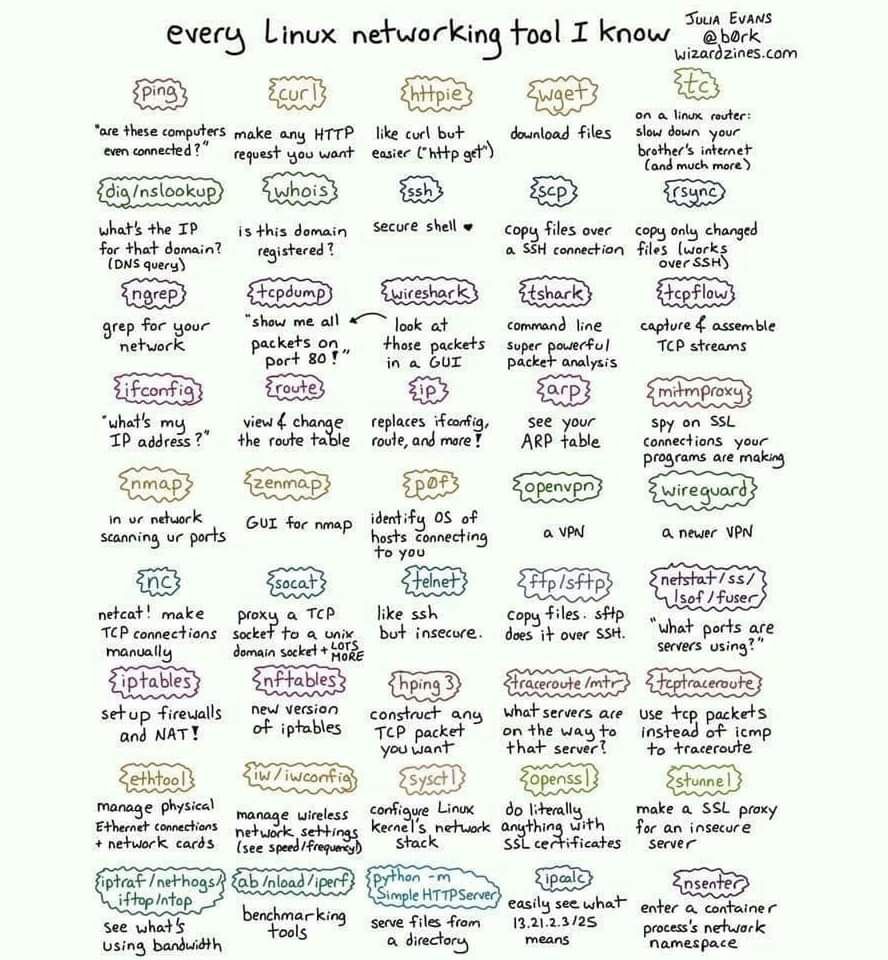 every Linux networking tool I know
JULIA EVANS
@b0rk
wizardzines.com
ping
"are these computers
even connected?"
curl
make any HTTP
request you want
httpie
like curl but
easier ("http get")
wget
download files
tc
on a linux router:
slow down your
brother's internet
(and much more)
dig/nslookup
what's the IP
for that domain?
(DNS query)
whois
is this domain
registered?
ssh
secure shell ♥
scp
copy files over
a SSH connection
rsync
copy only changed
files (works
over SSH)
ngrep
grep for your
network
tcpdump
"show me all
packets on
port 80!"
wireshark
look at
those packets
in a GUI
tshark
command line
super powerful
packet analysis
tcpflow
capture & assemble
TCP streams
ifconfig
"what's my
IP address?"
route
view & change
the route table
ip
replaces ifconfig,
route, and more!
arp
see your
ARP table
mitmproxy
spy on SSL
connections your
programs are making
nmap
in ur network
scanning ur ports
zenmap
GUI for nmap
p0f
identify OS of
hosts connecting
to you
openvpn
a VPN
wireguard
a newer VPN
nc
netcat! make
TCP connections
manually
socat
proxy a TCP
socket to a unix
domain socket + LOTS
MORE
telnet
like ssh
but insecure.
ftp/sftp
copy files. sftp
does it over SSH.
netstat/ss/
lsof/fuser
"what ports are
servers using?"
iptables
set up firewalls
and NAT!
nftables
new version
of iptables
hping3
construct any
TCP packet
you want
traceroute/mtr
what servers are
on the way to
that server?
tcptraceroute
use tcp packets
instead of icmp
to traceroute
ethtool
manage physical
Ethernet connections
+ network cards
iw/iwconfig
manage wireless
network settings
(see speed/frequency!)
sysctl
configure Linux
kernel's network
stack
openssl
do literally
anything with
SSL certificates
stunnel
make a SSL proxy
for an insecure
server
iptraf/nethogs/
iftop/ntop
see what's
using bandwidth
ab/nload/iperf
benchmarking
tools
python -m
SimpleHTTPServer
serve files from
a directory
ipcalc
easily see what
13.21.2.3/25
means
nsenter
enter a container
process's network
namespace